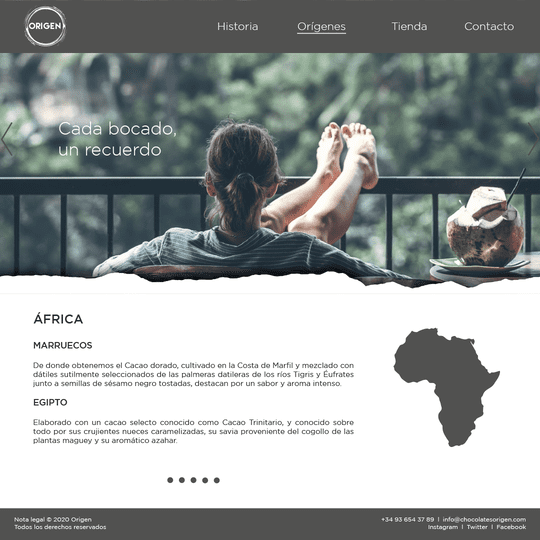 ORIGEN
Historia
Orígenes
Tienda
Contacto
Cada bocado,
un recuerdo
ÁFRICA
MARRUECOS
De donde obtenemos el Cacao dorado, cultivado en la Costa de Marfil y mezclado con
dátiles sutilmente seleccionados de las palmeras datileras de los ríos Tigris y Éufrates
junto a semillas de sésamo negro tostadas, destacan por un sabor y aroma intenso.
EGIPTO
Elaborado con un cacao selecto conocido como Cacao Trinitario, y conocido sobre
todo por sus crujientes nueces caramelizadas, su savia proveniente del cogollo de las
plantas maguey y su aromático azahar.
Nota legal © 2020 Origen
Todos los derechos reservados
+34 93 654 37 89 | info@chocolatesorigen.com
Instagram | Twitter | Facebook